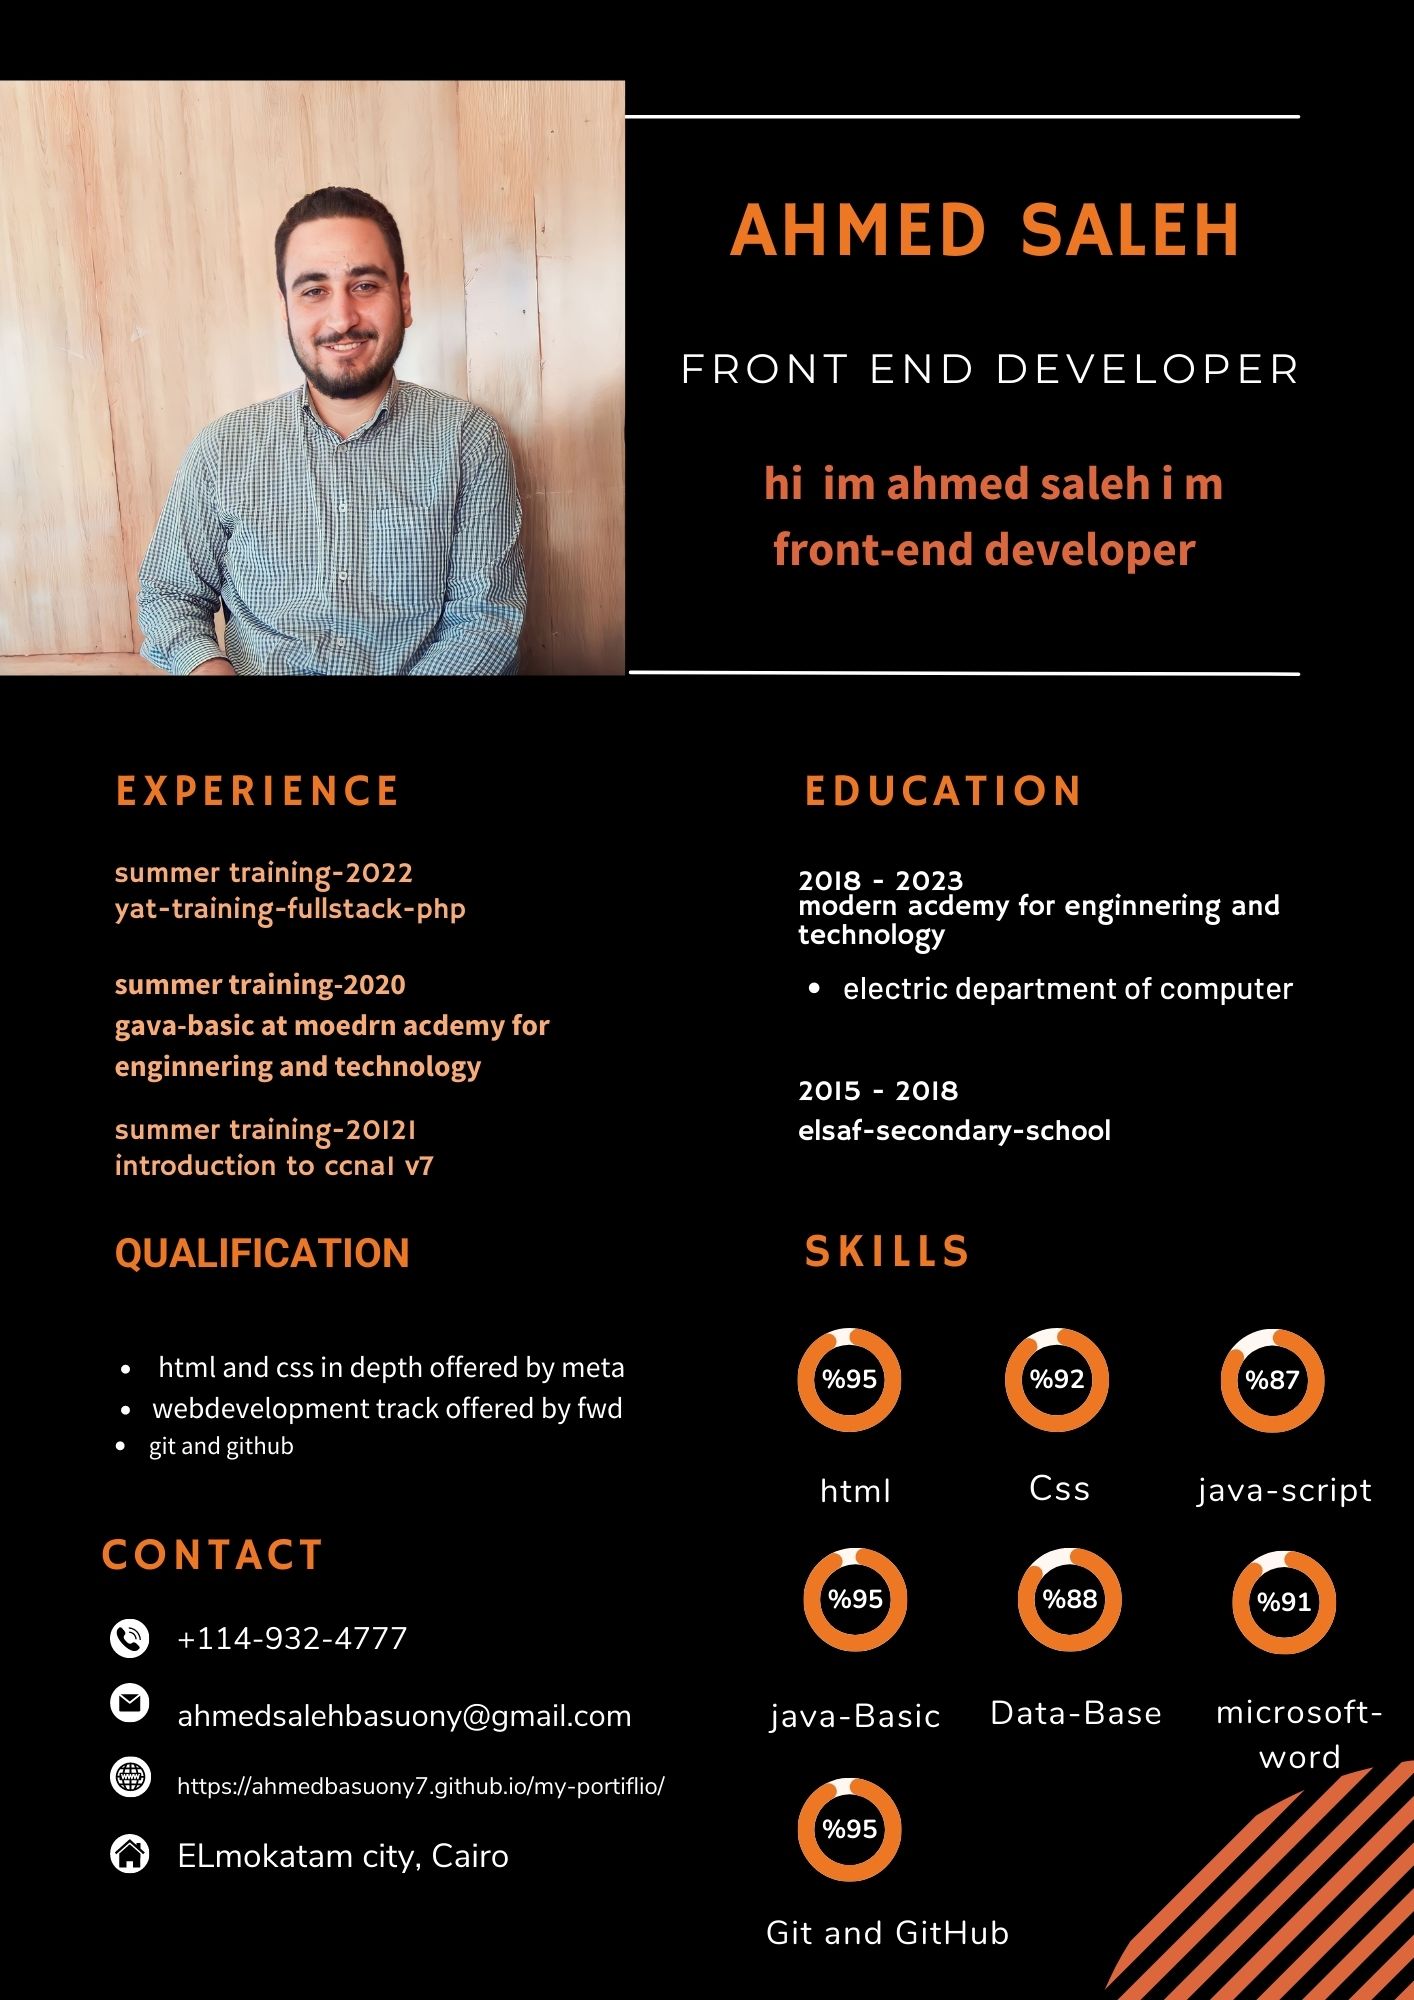 AHMED SALEH
FRONT END DEVELOPER
hi im ahmed saleh i m
front-end developer
EXPERIENCE
summer training-2022
yat-training-fullstack-php
summer training-2020
gava-basic at moedrn acdemy for
enginnering and technology
summer training-20121
introduction to ccna1 v7
EDUCATION
2018 - 2023
modern acdemy for enginnering and
technology
• electric department of computer
2015 - 2018
elsaf-secondary-school
QUALIFICATION
• html and css in depth offered by meta
• webdevelopment track offered by fwd
• git and github
CONTACT
+114-932-4777
ahmedsalehbasuony@gmail.com
https://ahmedbasuony7.github.io/my-portiflio/
ELmokatam city, Cairo
SKILLS
%95 %92 %87
html Css java-script
%95 %88 %91
java-Basic Data-Base microsoft-
word
%95
Git and GitHub